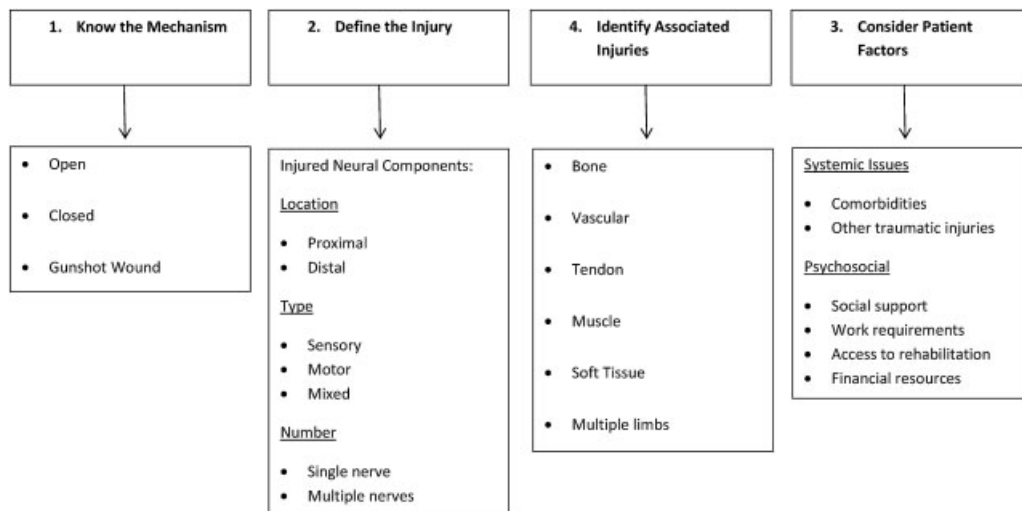 1. Know the Mechanism
2. Define the Injury
4. Identify Associated
Injuries
3. Consider Patient
Factors
• Open
• Closed
• Gunshot Wound
Injured Neural Components:
Location
• Proximal
• Distal
Type
• Sensory
• Motor
• Mixed
Number
• Single nerve
• Multiple nerves
• Bone
• Vascular
• Tendon
• Muscle
• Soft Tissue
• Multiple limbs
Systemic Issues
• Comorbidities
• Other traumatic injuries
Psychosocial
• Social support
• Work requirements
• Access to rehabilitation
• Financial resources